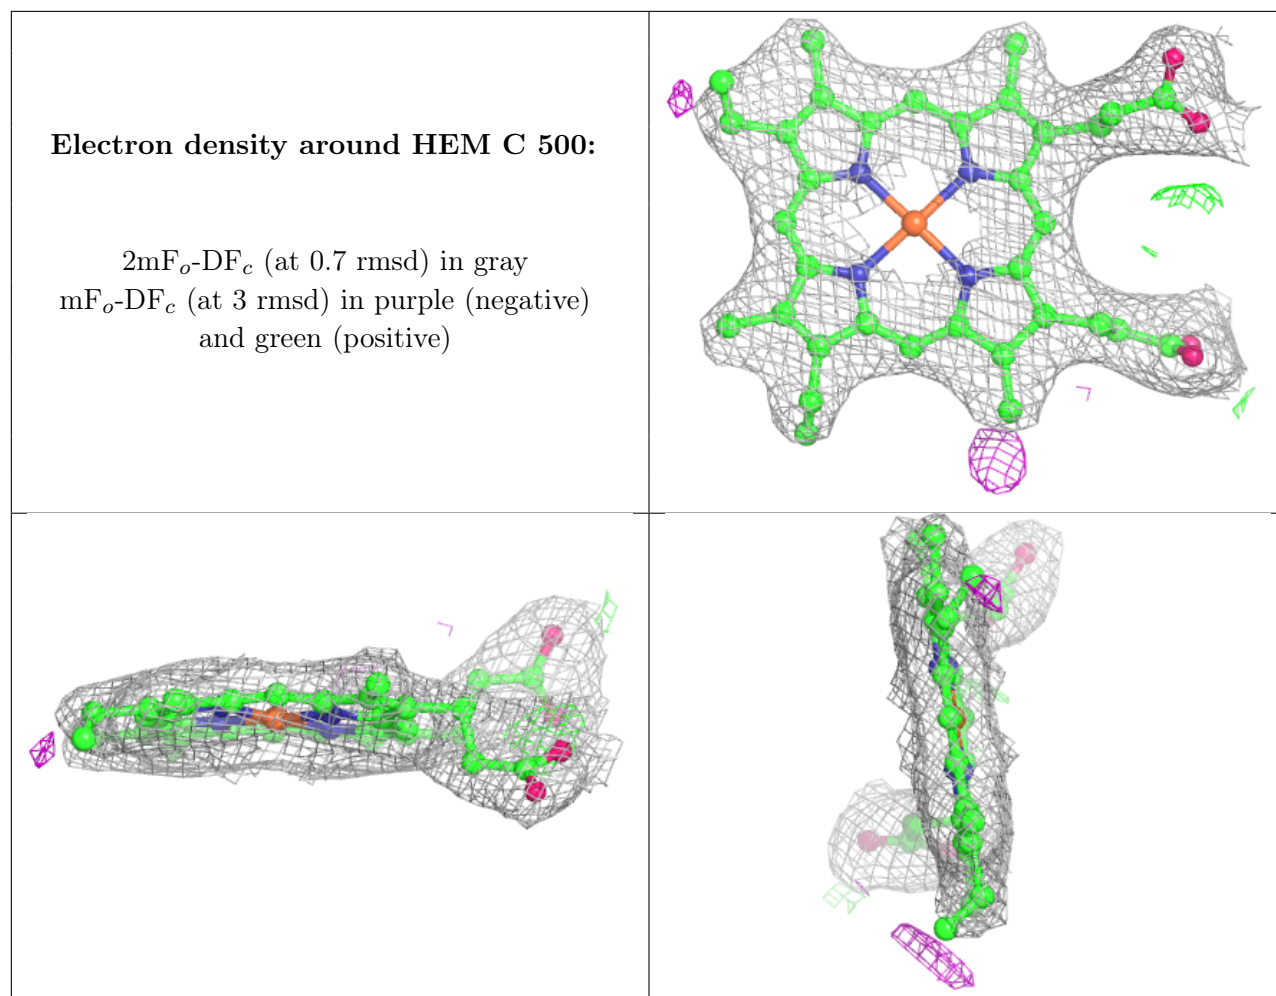 Electron density around HEM C 500:
2mFₒ-DF𝒸 (at 0.7 rmsd) in gray
mFₒ-DF𝒸 (at 3 rmsd) in purple (negative)
and green (positive)